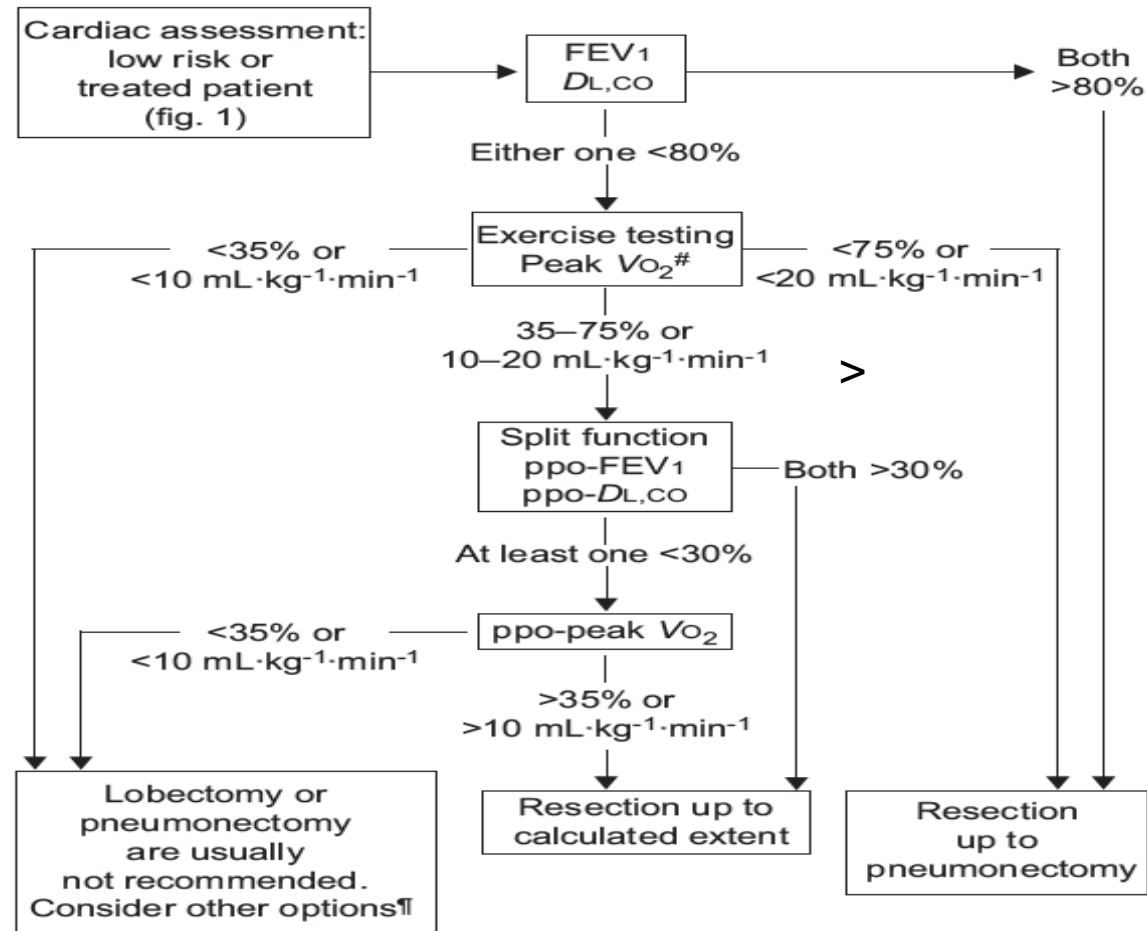 Cardiac assessment:
low risk or
treated patient
(fig. 1)
FEV1
DL,CO
Both
>80%
Either one <80%
Exercise testing
Peak VO2#
<35% or
<10 mL·kg-1·min-1
<75% or
<20 mL·kg-1·min-1
35–75% or
10–20 mL·kg-1·min-1
>
Split function
ppo-FEV1
ppo-DL,CO
Both >30%
At least one <30%
ppo-peak VO2
<35% or
<10 mL·kg-1·min-1
>35% or
>10 mL·kg-1·min-1
Lobectomy or
pneumonectomy
are usually
not recommended.
Consider other options¶
Resection up to
calculated extent
Resection
up to
pneumonectomy